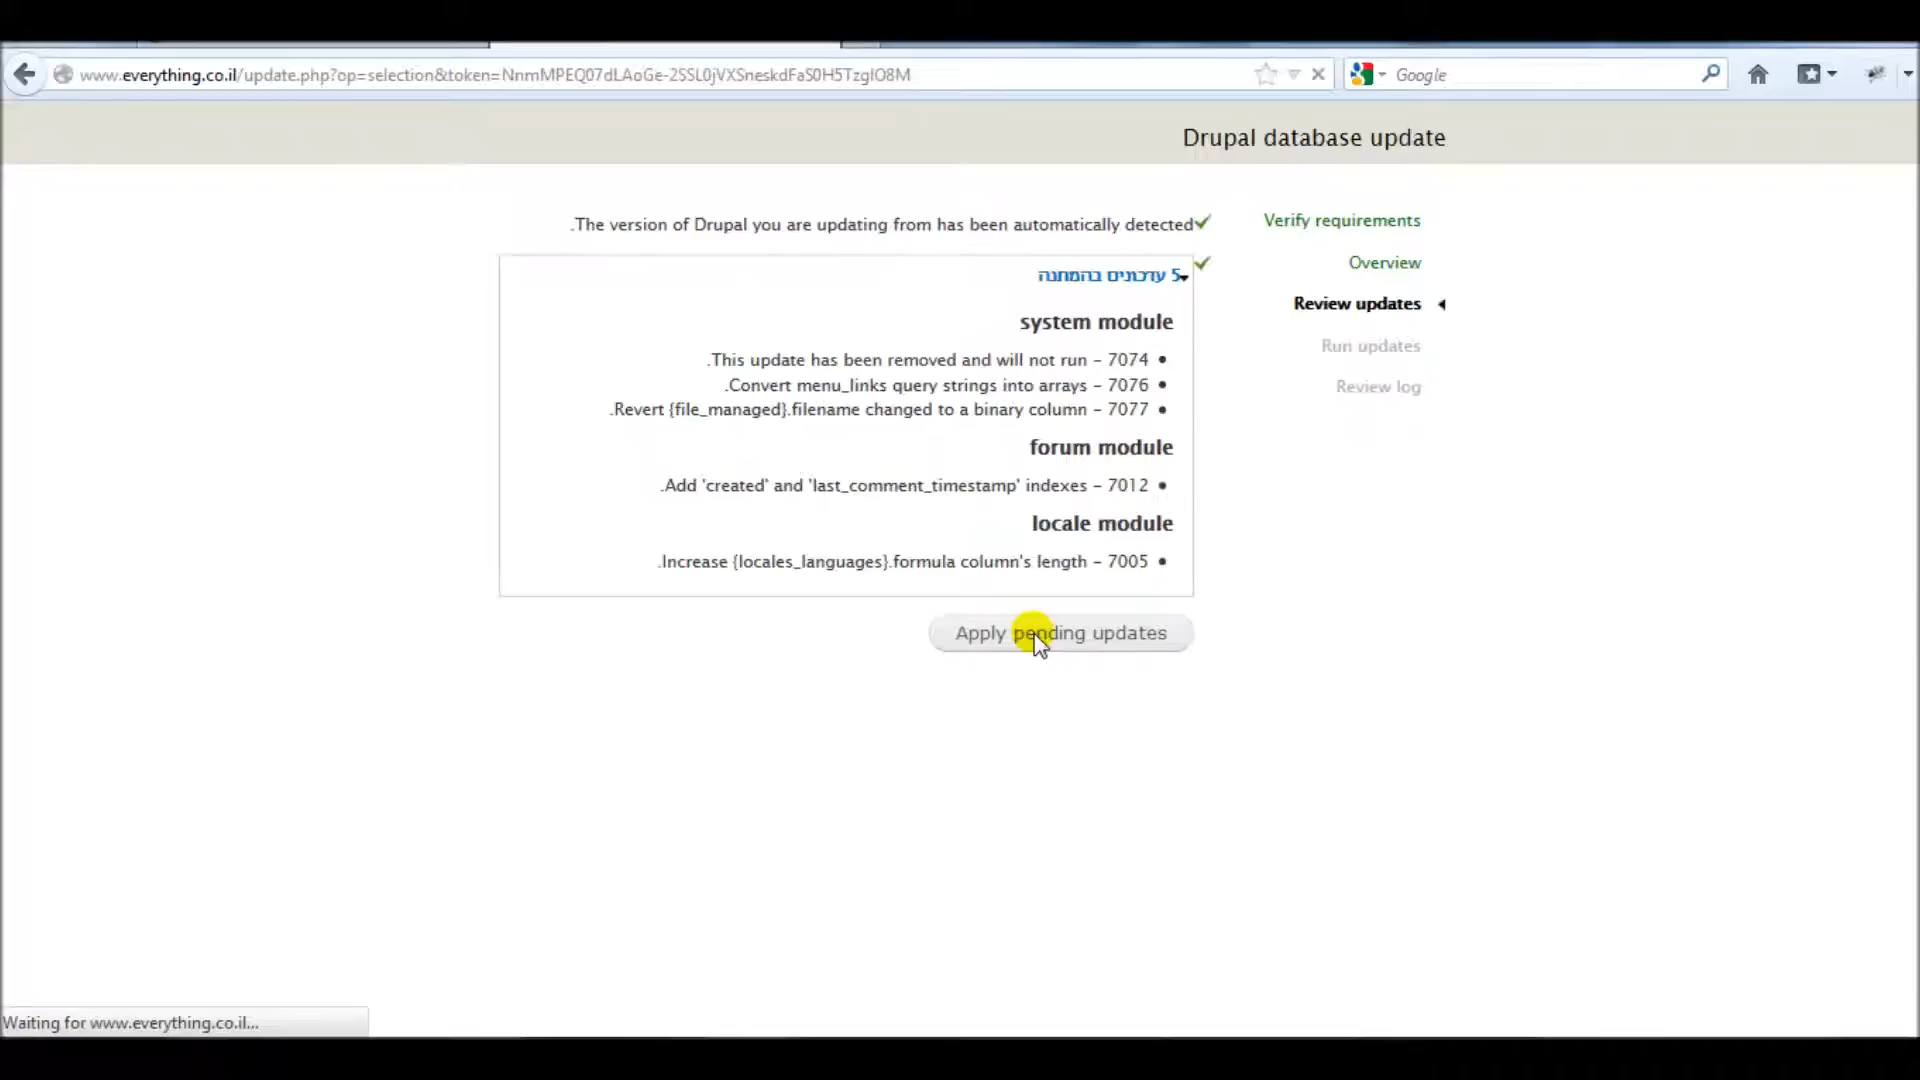 www.everything.co.il/update.php?op=selection&token=NnmMPEQ07dLAoGe-2SSL0jVXSneskdFaS0H5TzglO8M
Google
Drupal database update
.The version of Drupal you are updating from has been automatically detected
Verify requirements
Overview
Review updates
Run updates
Review log
5 עדכונים בהמתנה
system module
.This update has been removed and will not run - 7074
.Convert menu_links query strings into arrays - 7076
.Revert {file_managed}.filename changed to a binary column - 7077
forum module
.Add 'created' and 'last_comment_timestamp' indexes - 7012
locale module
.Increase {locales_languages}.formula column's length - 7005
Apply pending updates
Waiting for www.everything.co.il...